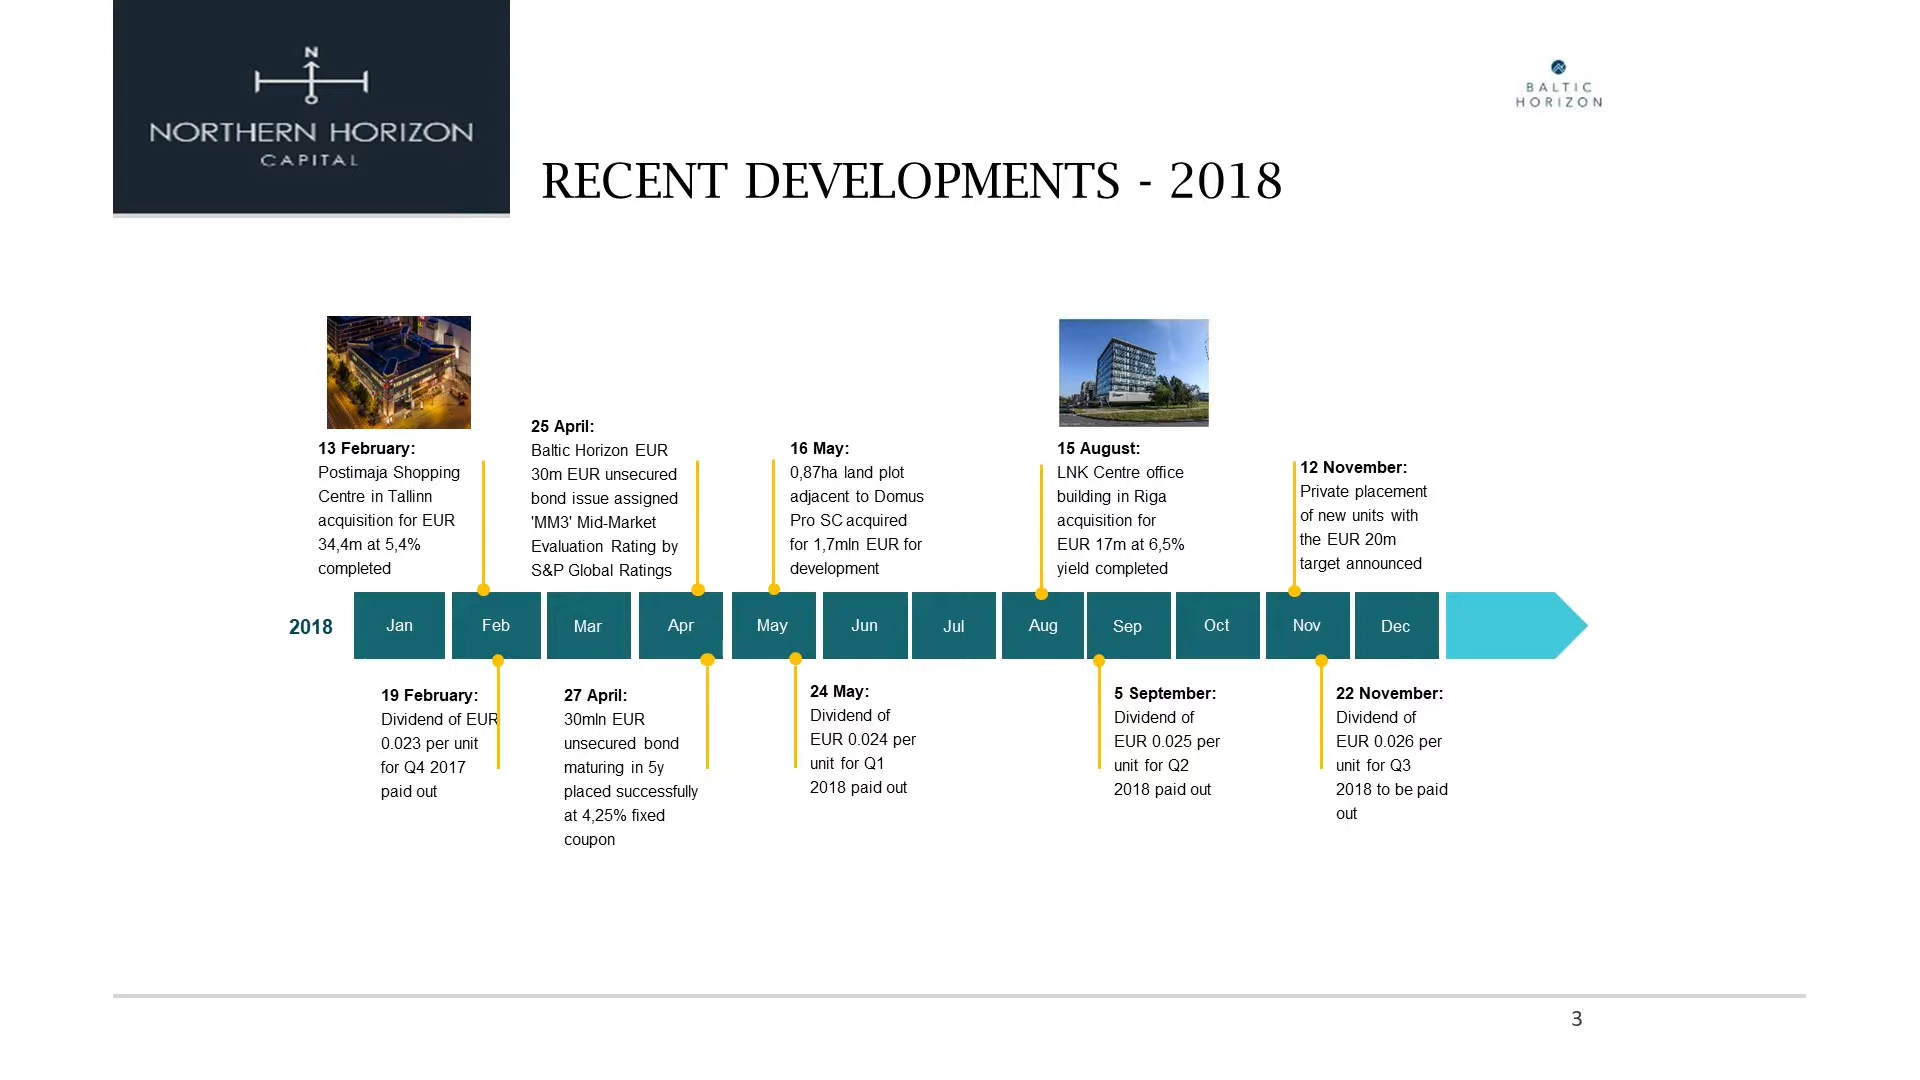 N
NORTHERN HORIZON
CAPITAL
BALTIC
HORIZON
RECENT DEVELOPMENTS - 2018
13 February:
Postimaja Shopping
Centre in Tallinn
acquisition for EUR
34,4m at 5,4%
completed
25 April:
Baltic Horizon EUR
30m EUR unsecured
bond issue assigned
'MM3' Mid-Market
Evaluation Rating by
S&P Global Ratings
16 May:
0,87ha land plot
adjacent to Domus
Pro SC acquired
for 1,7mln EUR for
development
15 August:
LNK Centre office
building in Riga
acquisition for
EUR 17m at 6,5%
yield completed
12 November:
Private placement
of new units with
the EUR 20m
target announced
2018
Jan
Feb
Mar
Apr
May
Jun
Jul
Aug
Sep
Oct
Nov
Dec
19 February:
Dividend of EUR
0.023 per unit
for Q4 2017
paid out
27 April:
30mln EUR
unsecured bond
maturing in 5y
placed successfully
at 4,25% fixed
coupon
24 May:
Dividend of
EUR 0.024 per
unit for Q1
2018 paid out
5 September:
Dividend of
EUR 0.025 per
unit for Q2
2018 paid out
22 November:
Dividend of
EUR 0.026 per
unit for Q3
2018 to be paid
out
3